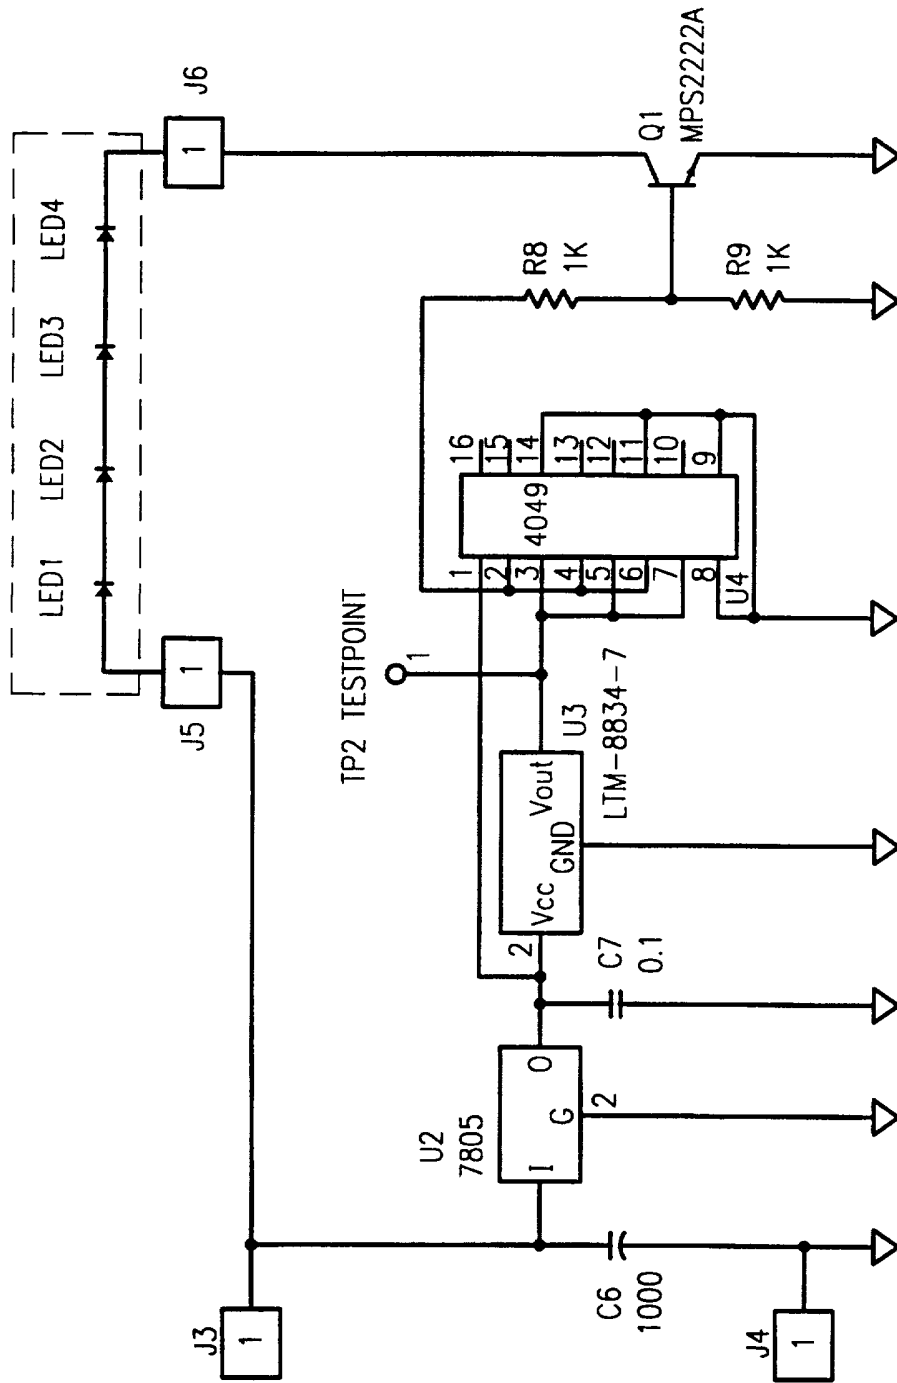 LED1 LED2 LED3 LED4
J5
1
1
J6
J3
1
TP2 TESTPOINT
1
U2
7805
I
O
G
2
2
Vcc
Vout
GND
U3
LTM-8834-7
C6
1000
C7
0.1
J4
1
4049
1
2
3
4
5
6
7
8
16
15
14
13
12
11
10
9
U4
R8
1K
R9
1K
Q1
MPS2222A